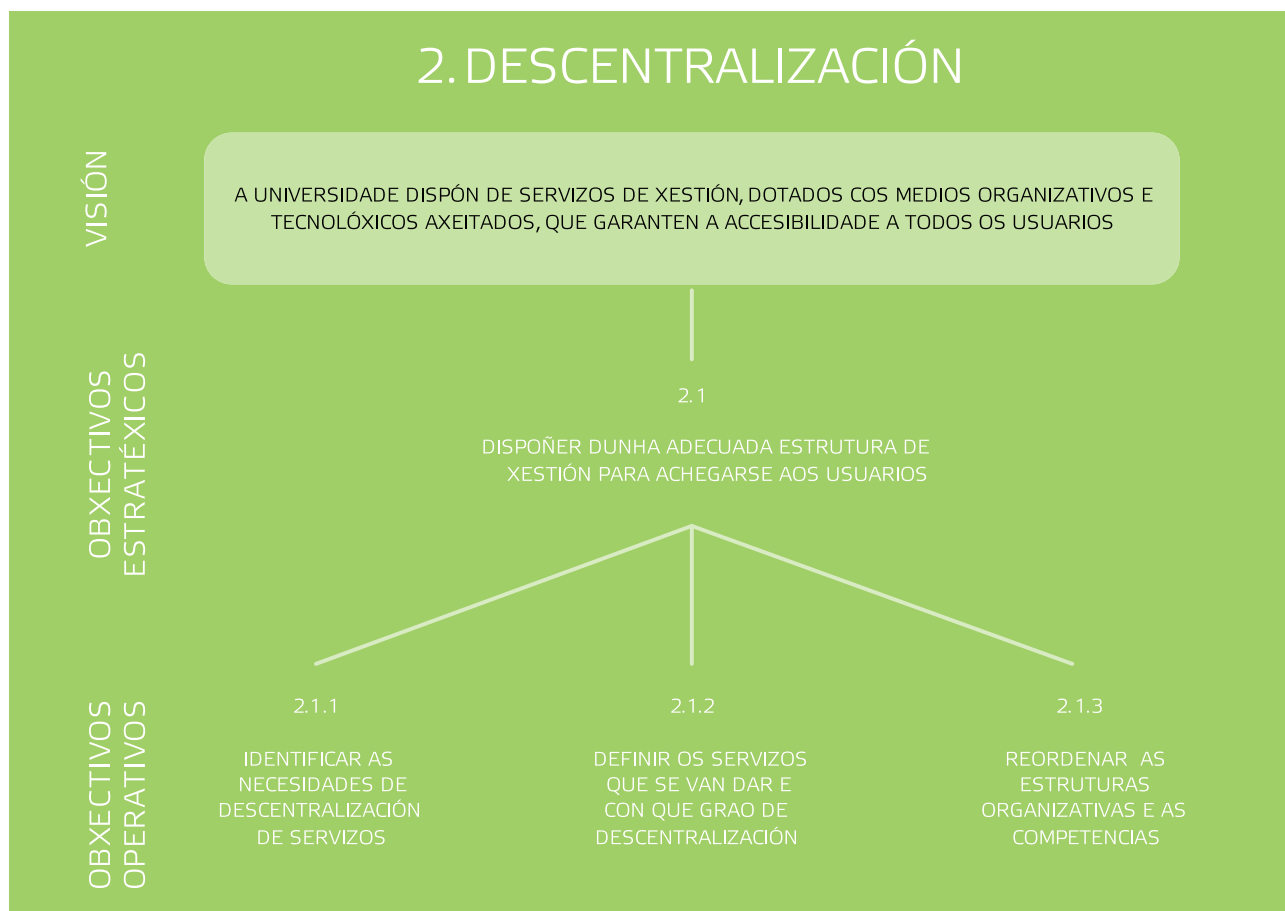 2. DESCENTRALIZACIÓN
VISIÓN
A UNIVERSIDADE DISPÓN DE SERVIZOS DE XESTIÓN, DOTADOS COS MEDIOS ORGANIZATIVOS E
TECNOLÓXICOS AXEITADOS, QUE GARANTEN A ACCESIBILIDADE A TODOS OS USUARIOS
OBXECTIVOS
ESTRATÉXICOS
2.1
DISPOÑER DUNHA ADECUADA ESTRUTURA DE
XESTIÓN PARA ACHEGARSE AOS USUARIOS
OBXECTIVOS
OPERATIVOS
2.1.1
IDENTIFICAR AS
NECESIDADES DE
DESCENTRALIZACIÓN
DE SERVIZOS
2.1.2
DEFINIR OS SERVIZOS
QUE SE VAN DAR E
CON QUE GRAO DE
DESCENTRALIZACIÓN
2.1.3
REORDENAR AS
ESTRUTURAS
ORGANIZATIVAS E AS
COMPETENCIAS